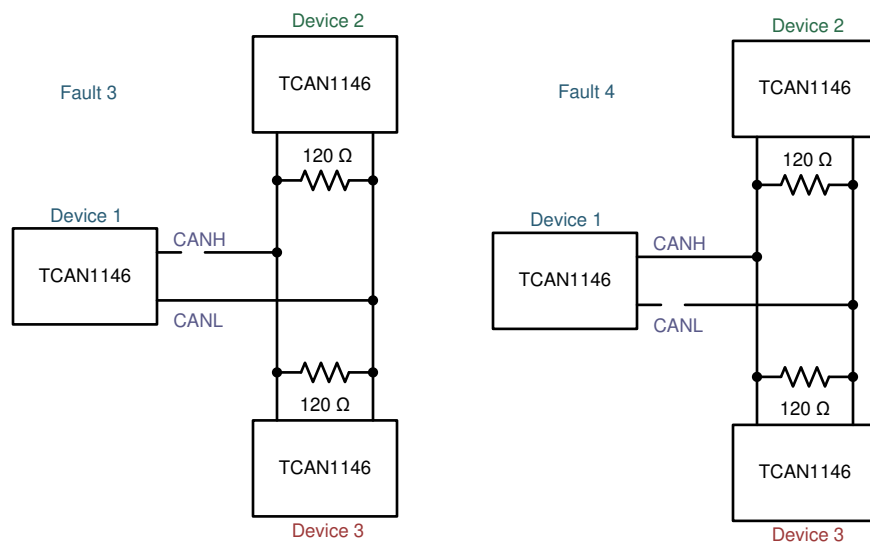 Device 2
TCAN1146
Fault 3
120 Ω
Device 1
CANH
TCAN1146
CANL
120 Ω
TCAN1146
Device 3
Device 2
TCAN1146
Fault 4
120 Ω
Device 1
CANH
TCAN1146
CANL
120 Ω
TCAN1146
Device 3